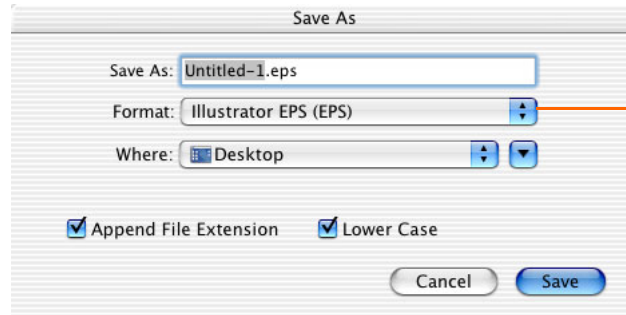 Save As
Save As: Untitled-1.eps
Format: Illustrator EPS (EPS)
Where: Desktop
Append File Extension Lower Case
Cancel Save